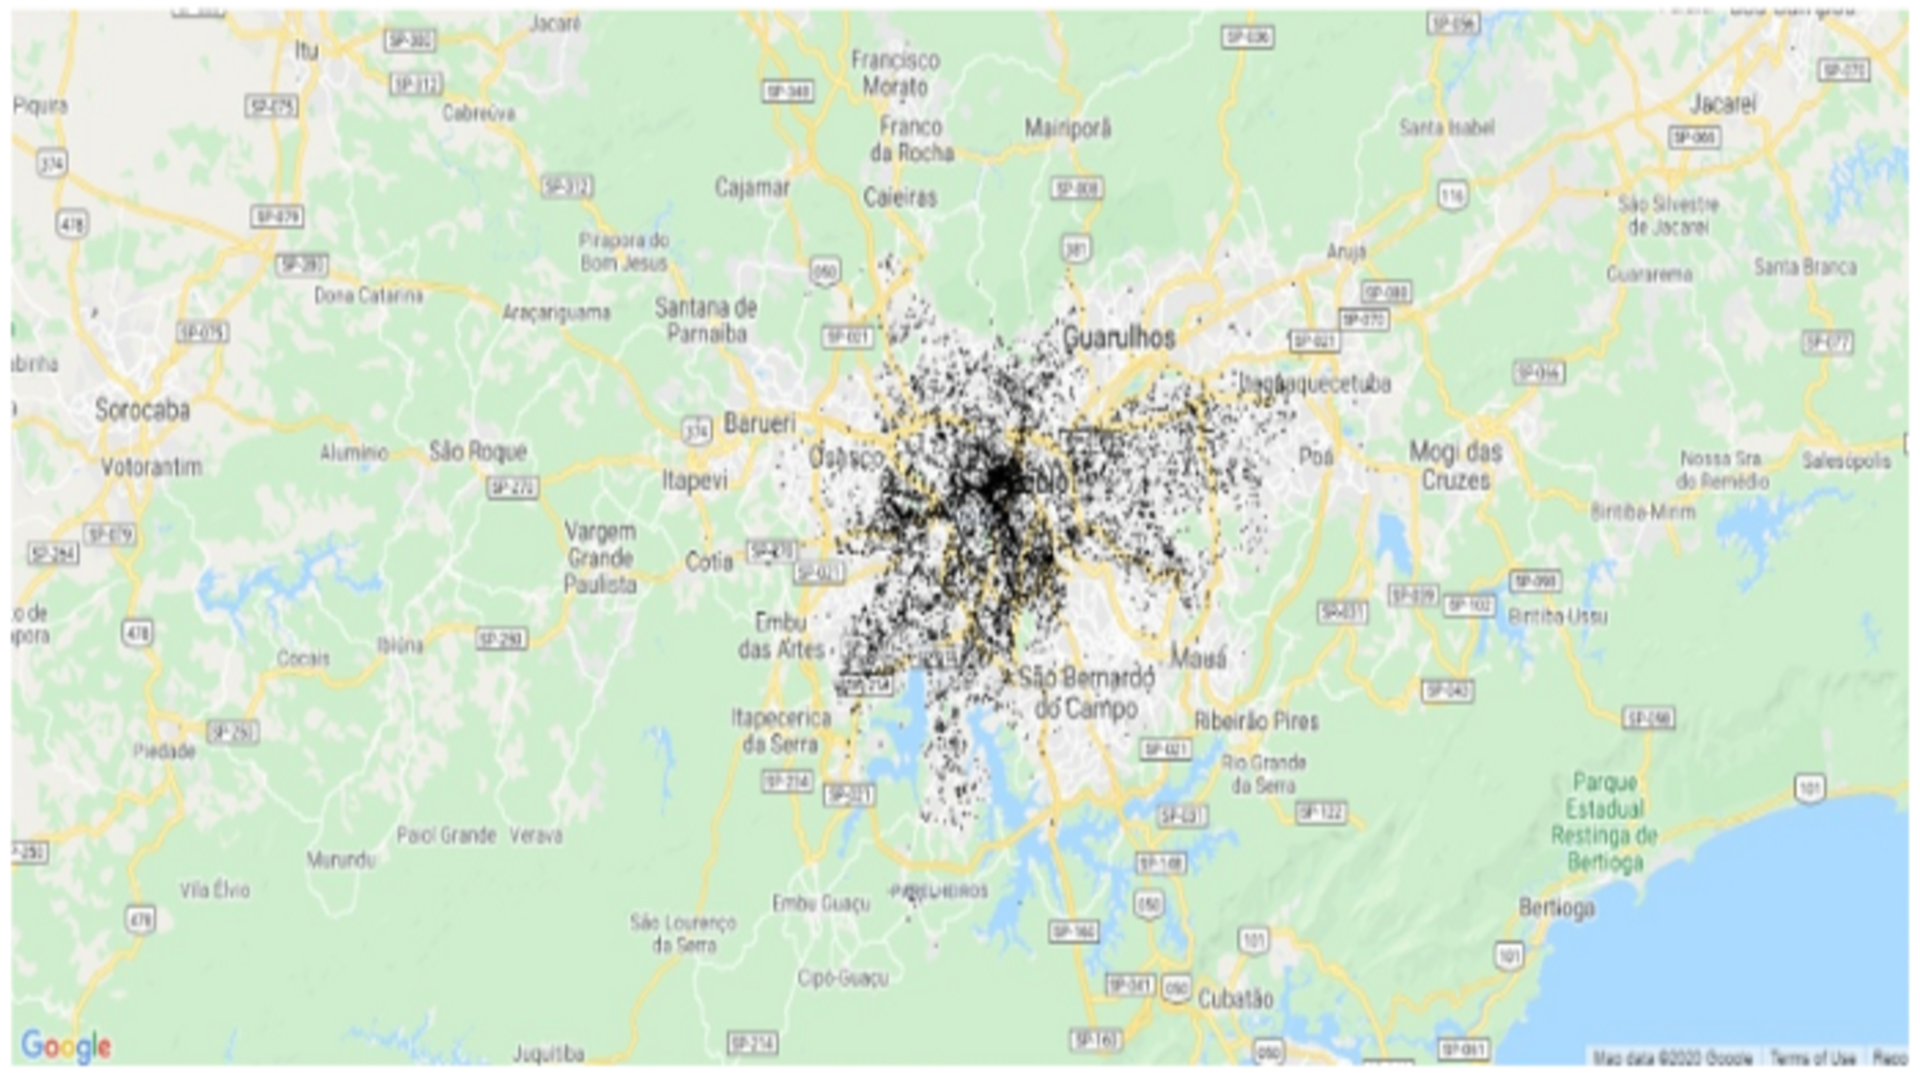 Itu
SP-300
Jacaré
SP-348
SP-036
SP-056
SP-070
Piquira
SP-075
SP-312
Cabreúva
Francisco
Morato
Franco
da Rocha
Mairiporã
Santa Isabel
Jacareí
SP-066
374
SP-312
Cajamar
Caieiras
SP-008
116
478
SP-079
Pirapora do
Bom Jesus
São Silvestre
de Jacareí
SP-280
050
381
Arujá
Guararema
Santa Branca
Dona Catarina
Araçariguama
Santana de
Parnaíba
SP-088
SP-075
SP-021
Guarulhos
SP-070
SP-021
SP-077
Itaquaquecetuba
SP-066
Sorocaba
374
Barueri
Osasco
Votorantim
Alumínio
São Roque
Itapevi
Poá
Mogi das
Cruzes
Nossa Sra.
do Remédio
Salesópolis
SP-270
Biritiba-Mirim
SP-079
SP-264
Vargem
Grande
Paulista
Cotia
SP-270
SP-021
SP-098
SP-039
SP-102
SP-031
Biritiba-Ussu
478
Embu
das Artes
Ibiúna
SP-250
Cocais
Mauá
SP-214
São Bernardo
do Campo
SP-043
SP-250
Piedade
Itapecerica
da Serra
Ribeirão Pires
SP-098
SP-021
Rio Grande
da Serra
SP-234
SP-021
SP-031
SP-122
Parque
Estadual
Restinga de
Bertioga
101
Paiol Grande
Verava
SP-250
Murundu
SP-148
Vila Élvio
PARELHEIROS
478
Embu Guaçu
050
Bertioga
São Lourenço
da Serra
SP-160
101
101
Cipó-Guaçu
SP-041
050
Cubatão
Google
Juquitiba
SP-214
SP-160
050
SP-061
Map data ©2020 Google
Terms of Use
Repo